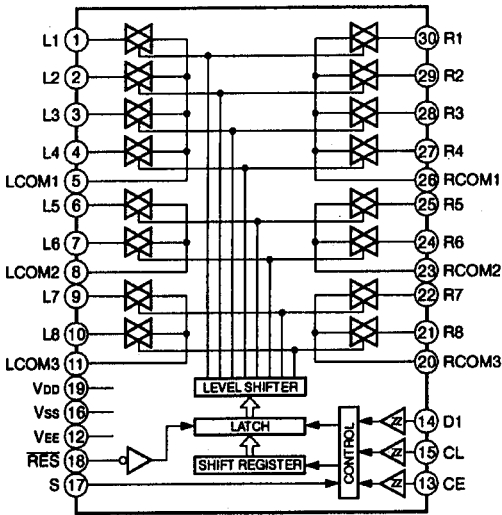 L1 1 30 R1
L2 2 29 R2
L3 3 28 R3
L4 4 27 R4
LCOM1 5 26 RCOM1
L5 6 25 R5
L6 7 24 R6
LCOM2 8 23 RCOM2
L7 9 22 R7
L8 10 21 R8
LCOM3 11 20 RCOM3
VDD 19
LEVEL SHIFTER
VSS 16
LATCH
14 D1
VEE 12
CONTROL
RES 18
SHIFT REGISTER
15 CL
S 17
13 CE